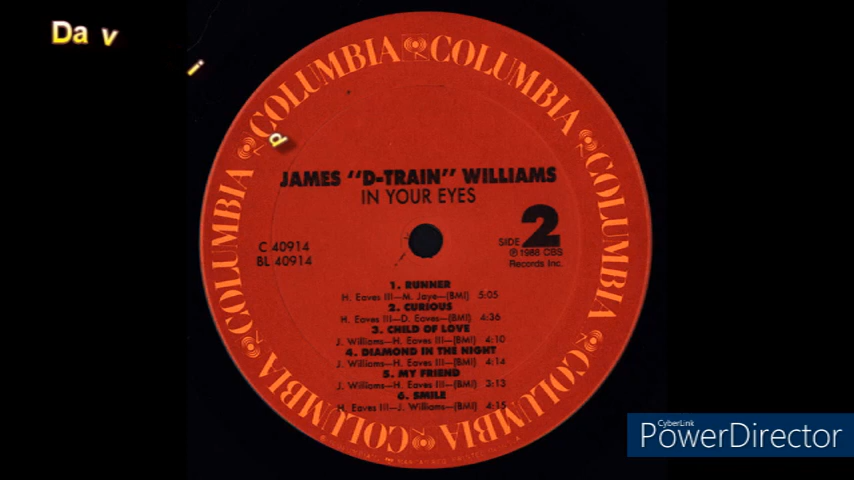 Da v
i
d
COLUMBIA COLUMBIA COLUMBIA COLUMBIA COLUMBIA COLUMBIA COLUMBIA COLUMBIA
JAMES "D-TRAIN" WILLIAMS
IN YOUR EYES
C 40914
BL 40914
SIDE 2
℗ 1988 CBS
Records Inc.
1. RUNNER
H. Eaves III—M. Jaye—(BMI) 5:05
2. CURIOUS
H. Eaves III—D. Eaves—(BMI) 4:36
3. CHILD OF LOVE
J. Williams—H. Eaves III—(BMI) 4:10
4. DIAMOND IN THE NIGHT
J. Williams—H. Eaves III—(BMI) 4:14
5. MY FRIEND
J. Williams—H. Eaves III—(BMI) 3:13
6. SMILE
H. Eaves III—J. Williams—(BMI) 4:15
CyberLink
PowerDirector